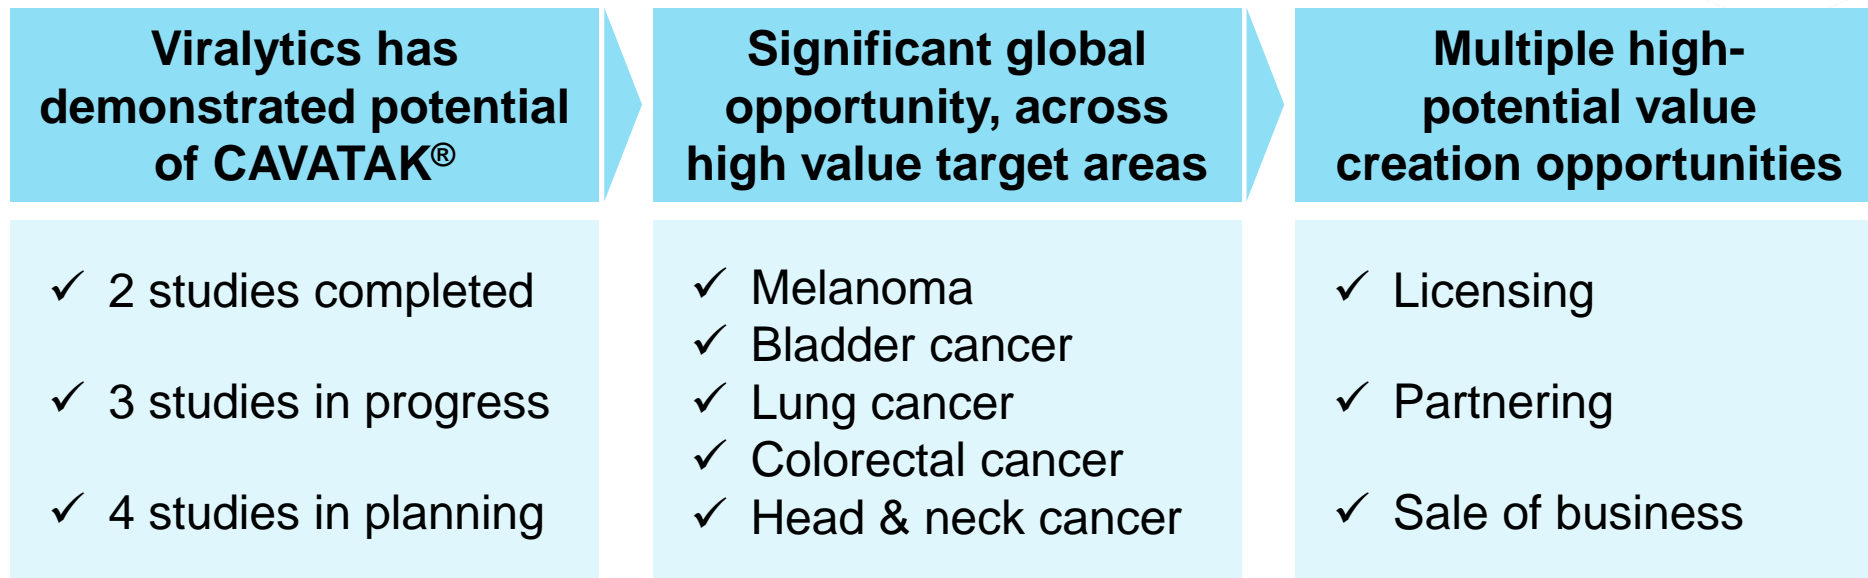 Viralytics has
demonstrated potential
of CAVATAK®
✓ 2 studies completed
✓ 3 studies in progress
✓ 4 studies in planning
Significant global
opportunity, across
high value target areas
✓ Melanoma
✓ Bladder cancer
✓ Lung cancer
✓ Colorectal cancer
✓ Head & neck cancer
Multiple high-
potential value
creation opportunities
✓ Licensing
✓ Partnering
✓ Sale of business